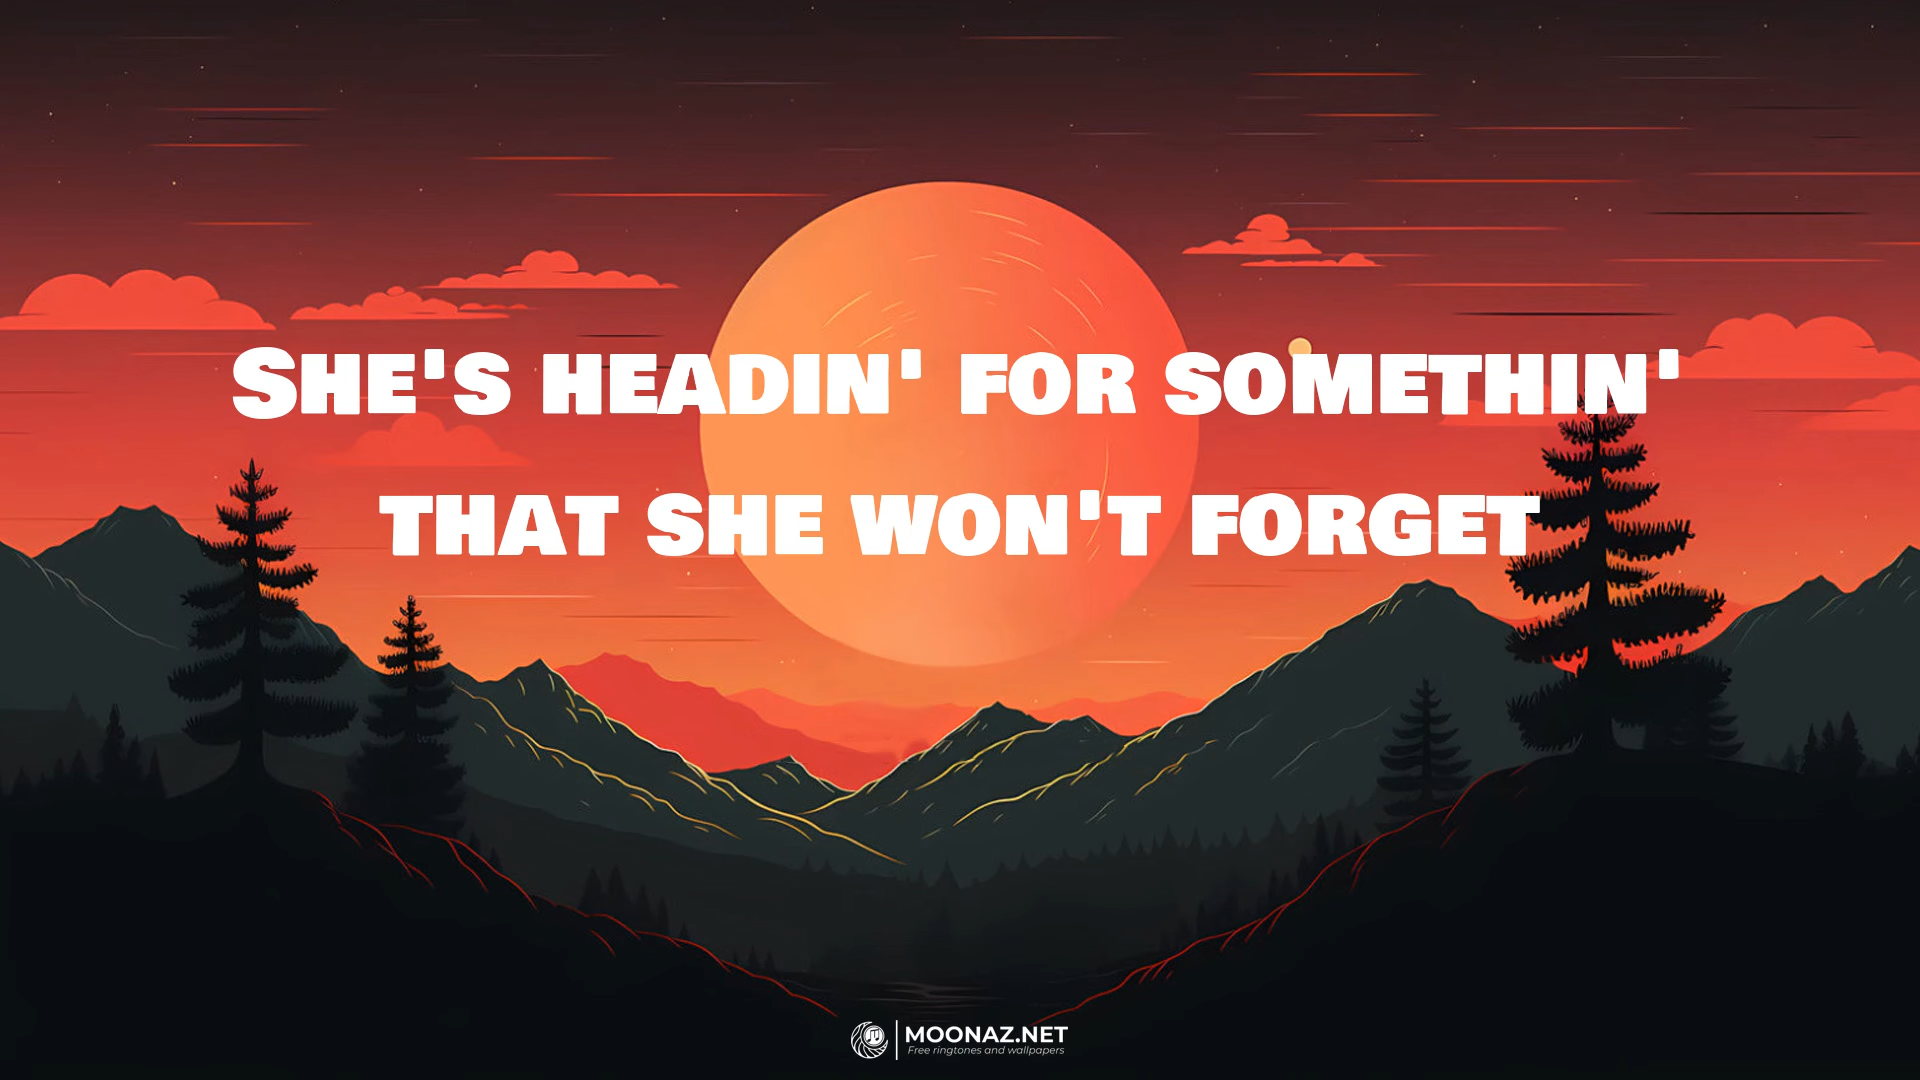 She's headin' for somethin'
that she won't forget
MOONAZ.NET
Free ringtones and wallpapers